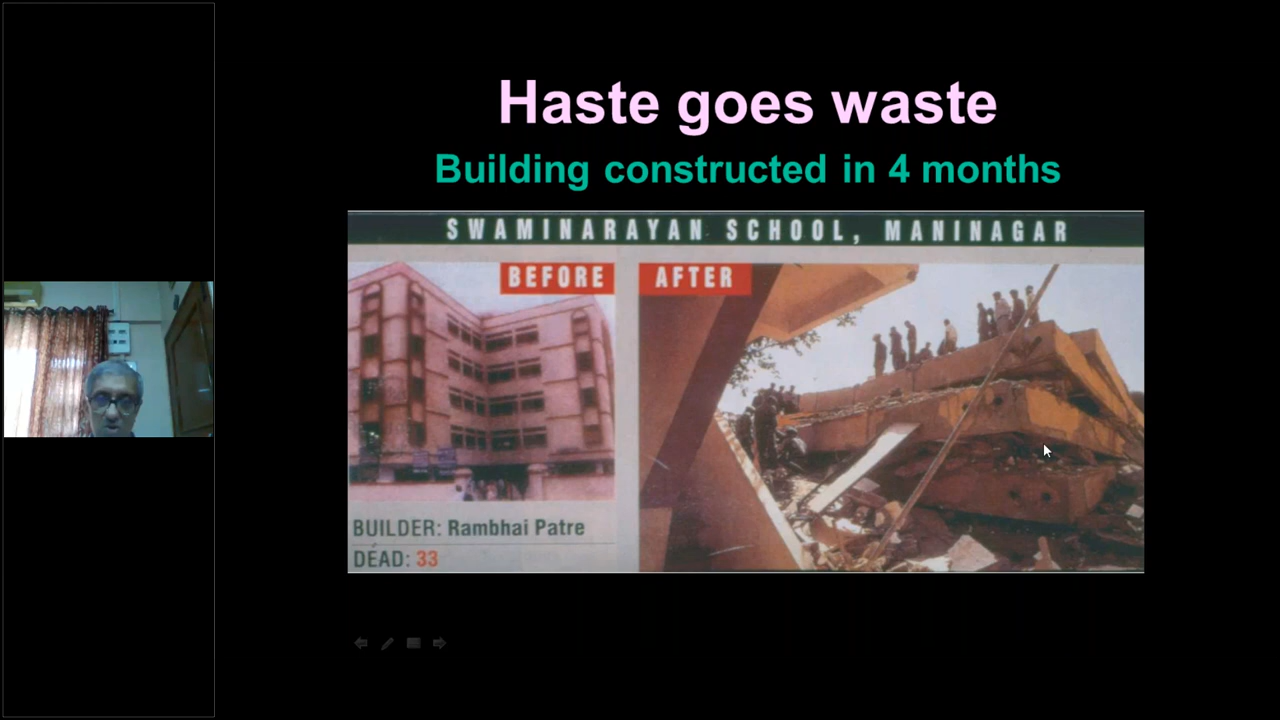 Haste goes waste
Building constructed in 4 months
SWAMINARAYAN SCHOOL, MANINAGAR
BEFORE
AFTER
BUILDER: Rambhai Patre
DEAD: 33